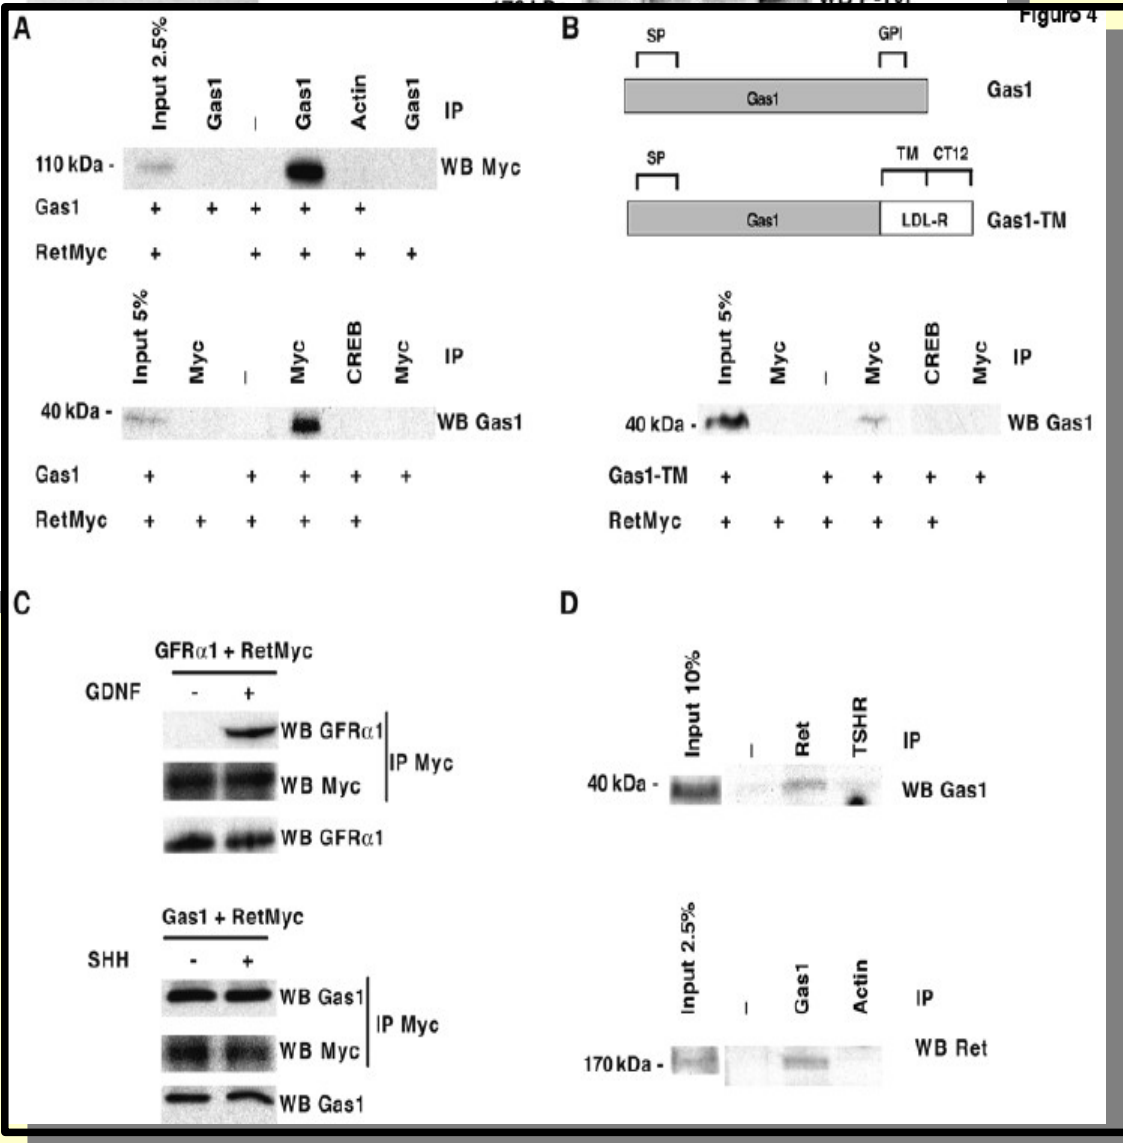 Figuro 4
A
Input 2.5%
Gas1
–
Gas1
Actin
Gas1
IP
110 kDa -
WB Myc
Gas1 + + + + +
RetMyc + + + + +
Input 5%
Myc
–
Myc
CREB
Myc
IP
40 kDa -
WB Gas1
Gas1 + + + + +
RetMyc + + + + +
B
SP
GPI
Gas1
Gas1
SP
TM CT12
Gas1
LDL-R
Gas1-TM
Input 5%
Myc
–
Myc
CREB
Myc
IP
40 kDa -
WB Gas1
Gas1-TM + + + + +
RetMyc + + + + +
C
GFRα1 + RetMyc
GDNF - +
WB GFRα1
IP Myc
WB Myc
WB GFRα1
Gas1 + RetMyc
SHH - +
WB Gas1
IP Myc
WB Myc
WB Gas1
D
Input 10%
–
Ret
TSHR
IP
40 kDa -
WB Gas1
Input 2.5%
–
Gas1
Actin
IP
170 kDa -
WB Ret